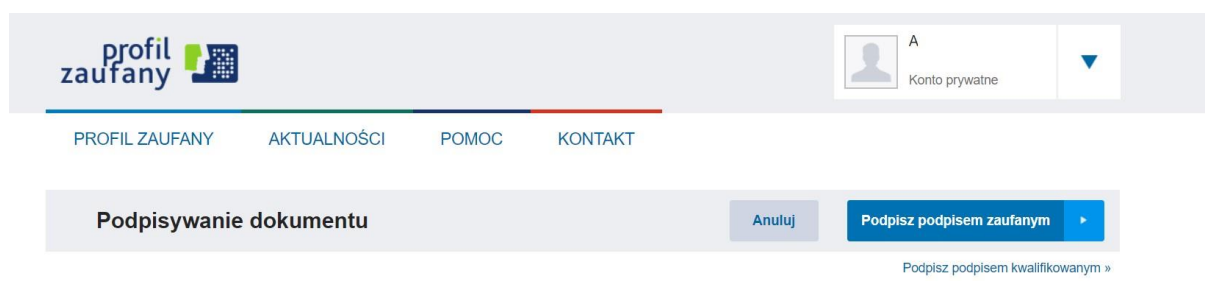 profil
zaufany
A
Konto prywatne
PROFIL ZAUFANY AKTUALNOŚCI POMOC KONTAKT
Podpisywanie dokumentu Anuluj Podpisz podpisem zaufanym
Podpisz podpisem kwalifikowanym »